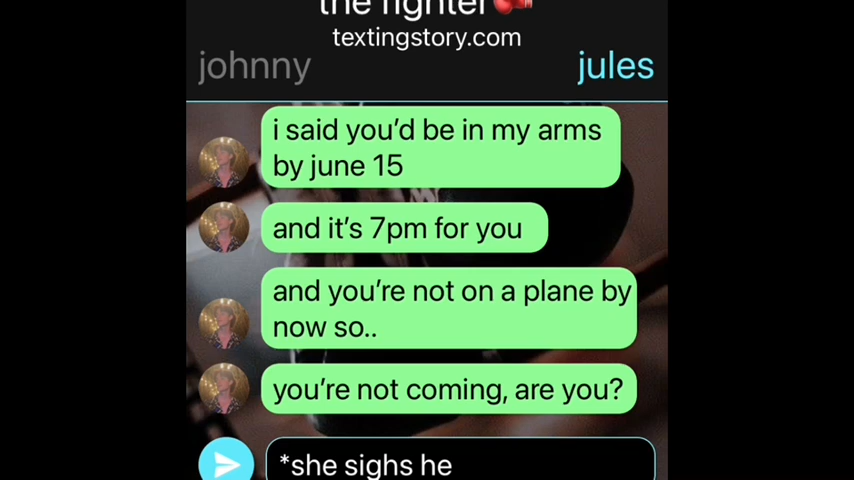 the fighter🥊
textingstory.com
johnny
jules
i said you’d be in my arms
by june 15
and it’s 7pm for you
and you’re not on a plane by
now so..
you’re not coming, are you?
*she sighs he